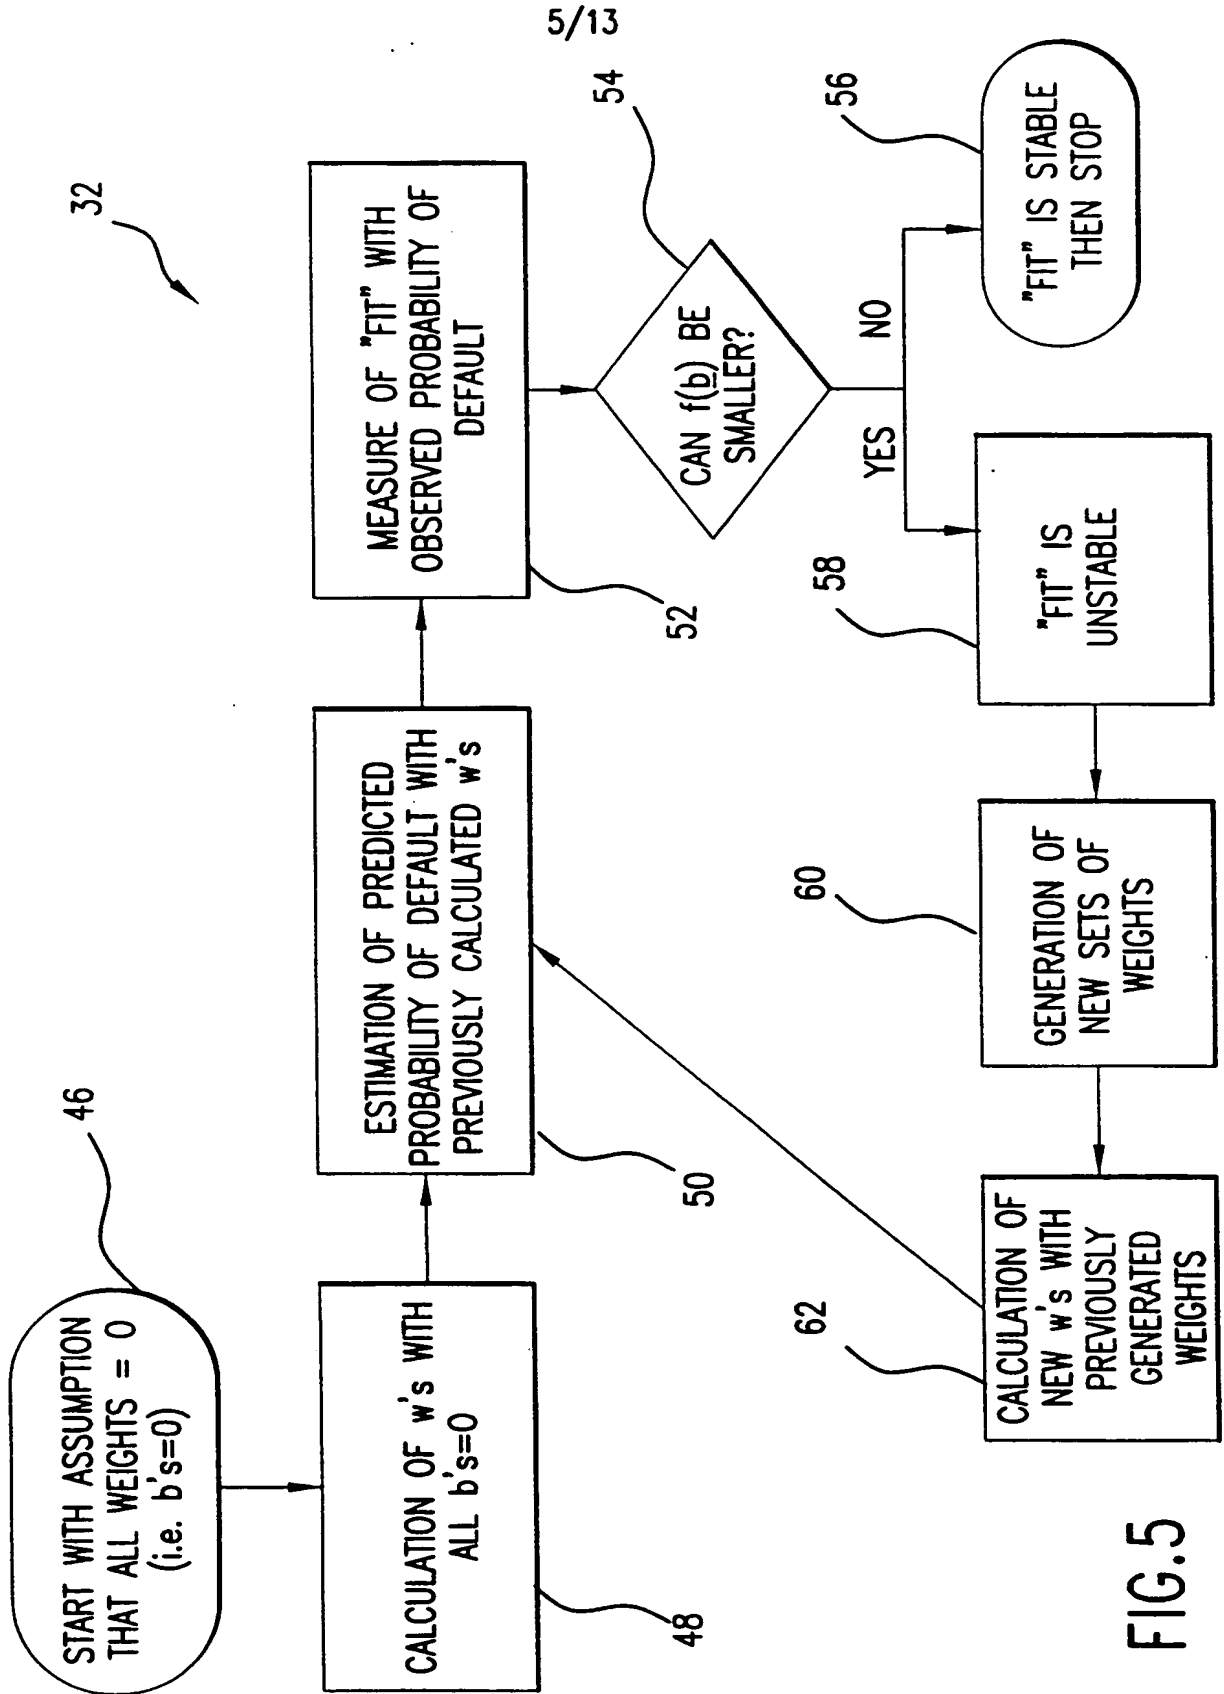 5/13
32
START WITH ASSUMPTION
THAT ALL WEIGHTS = 0
(i.e. b's=0)
46
CALCULATION OF w's WITH
ALL b's=0
48
ESTIMATION OF PREDICTED
PROBABILITY OF DEFAULT WITH
PREVIOUSLY CALCULATED w's
50
MEASURE OF "FIT" WITH
OBSERVED PROBABILITY OF
DEFAULT
52
CAN f(b) BE
SMALLER?
54
NO
YES
"FIT" IS STABLE
THEN STOP
56
"FIT" IS
UNSTABLE
58
GENERATION OF
NEW SETS OF
WEIGHTS
60
CALCULATION OF
NEW w's WITH
PREVIOUSLY
GENERATED
WEIGHTS
62
FIG.5